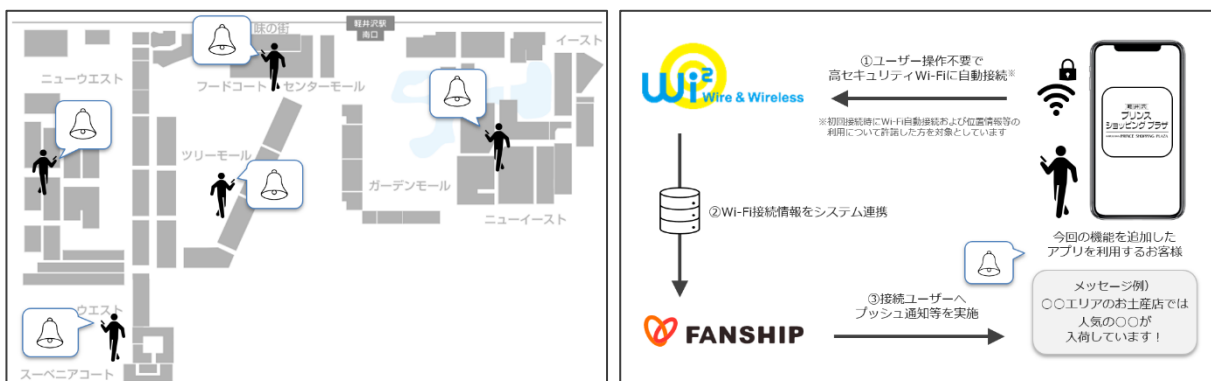 味の街
軽井沢駅
南口
イースト
ニューウエスト
フードコート
センターモール
ツリーモール
ガーデンモール
ニューイースト
ウエスト
スーベニアコート
Wi2
Wire & Wireless
①ユーザー操作不要で
高セキュリティWi-Fiに自動接続※
※初回接続時にWi-Fi自動接続および位置情報等の
利用について許諾した方を対象としています
軽井沢
プリンス
ショッピング プラザ
②Wi-Fi接続情報をシステム連携
今回の機能を追加した
アプリを利用するお客様
FANSHIP
③接続ユーザーへ
プッシュ通知等を実施
メッセージ例）
〇〇エリアのお土産店では
人気の〇〇が
入荷しています！